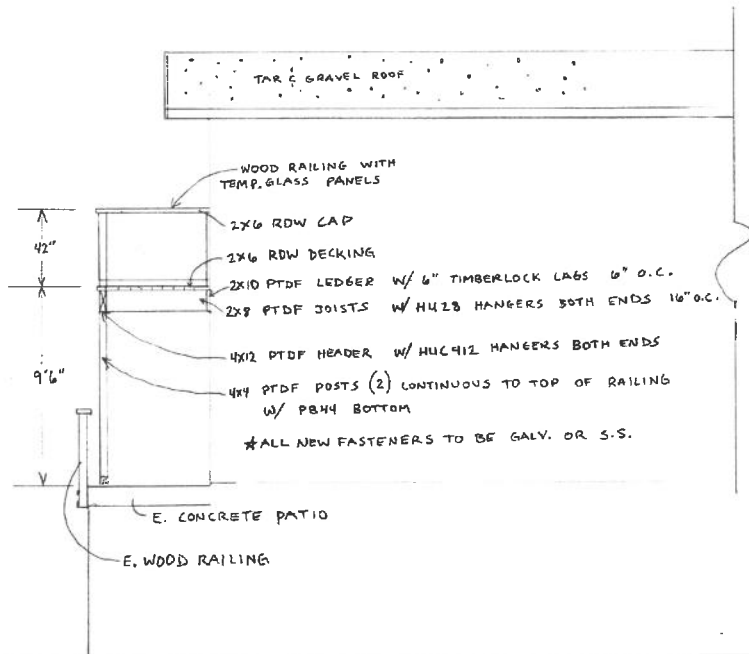 TAR & GRAVEL ROOF
WOOD RAILING WITH
TEMP. GLASS PANELS
2X6 RDW CAP
42"
2X6 RDW DECKING
2X10 PTDF LEDGER W/ 6" TIMBERLOCK LAGS 6" O.C.
2X8 PTDF JOISTS W/ HU28 HANGERS BOTH ENDS 16" O.C.
4X12 PTDF HEADER W/ HUC412 HANGERS BOTH ENDS
9'6"
4X4 PTDF POSTS (2) CONTINUOUS TO TOP OF RAILING
W/ PB44 BOTTOM
*ALL NEW FASTENERS TO BE GALV. OR S.S.
E. CONCRETE PATIO
E. WOOD RAILING